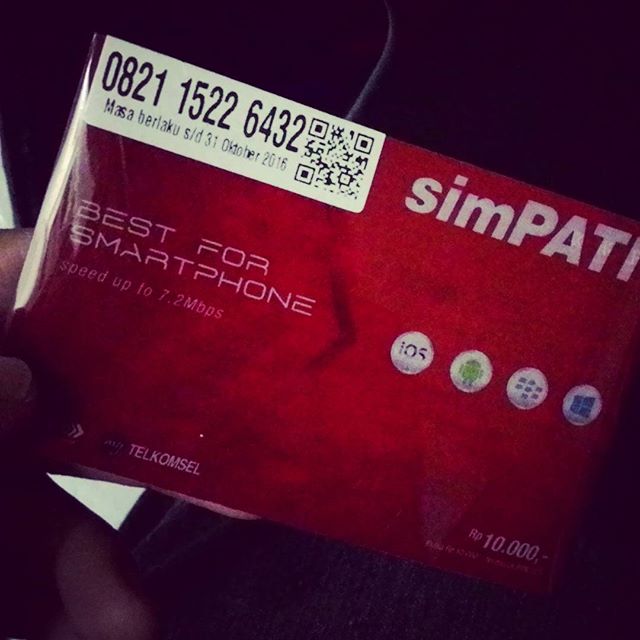 0821 1522 6432
Masa berlaku s/d 31 Oktober 2016
simPATI
BEST FOR
SMARTPHONE
speed up to 7.2Mbps
iOS
TELKOMSEL
Rp 10.000,-